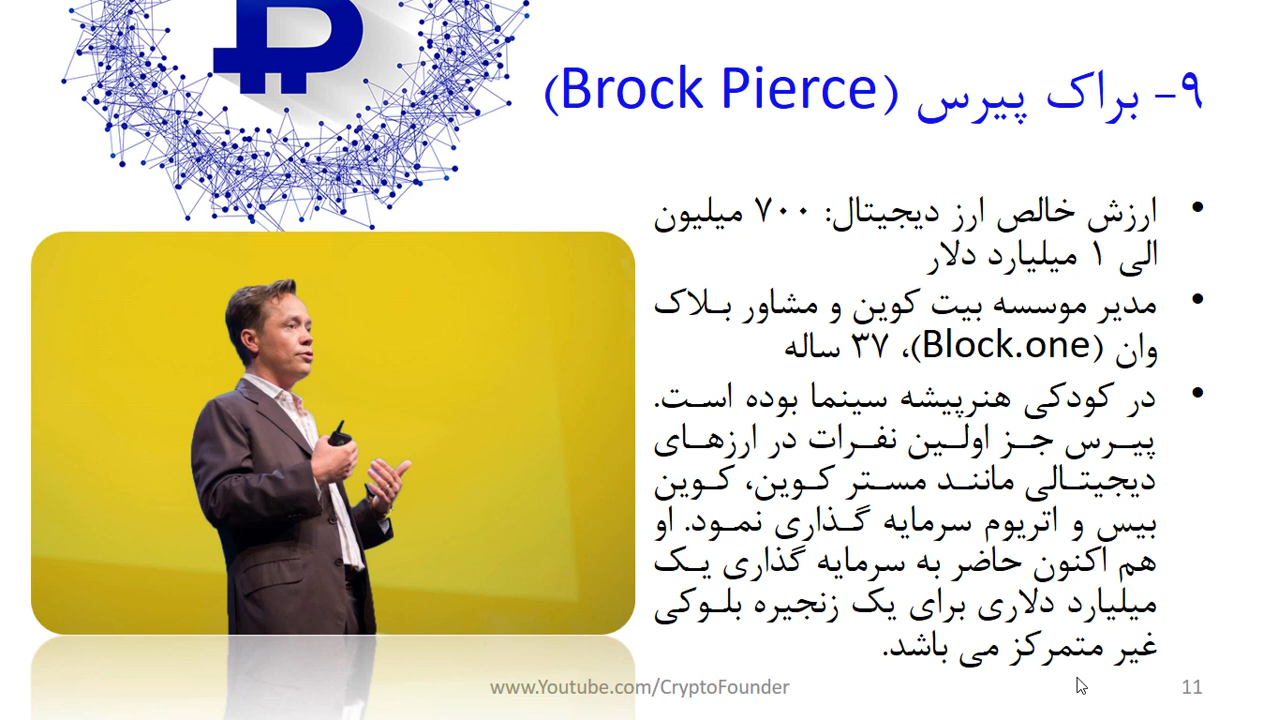 ۹- براک پیرس (Brock Pierce)
• ارزش خالص ارز دیجیتال: ۷۰۰ میلیون
الی ۱ میلیارد دلار
• مدیر موسسه بیت کوین و مشاور بلاک
وان (Block.one)، ۳۷ ساله
• در کودکی هنرپیشه سینما بوده است.
پیرس جز اولین نفرات در ارزهای
دیجیتالی مانند مستر کوین، کوین
بیس و اتریوم سرمایه گذاری نمود. او
هم اکنون حاضر به سرمایه گذاری یک
میلیارد دلاری برای یک زنجیره بلوکی
غیر متمرکز می باشد.
www.Youtube.com/CryptoFounder
11